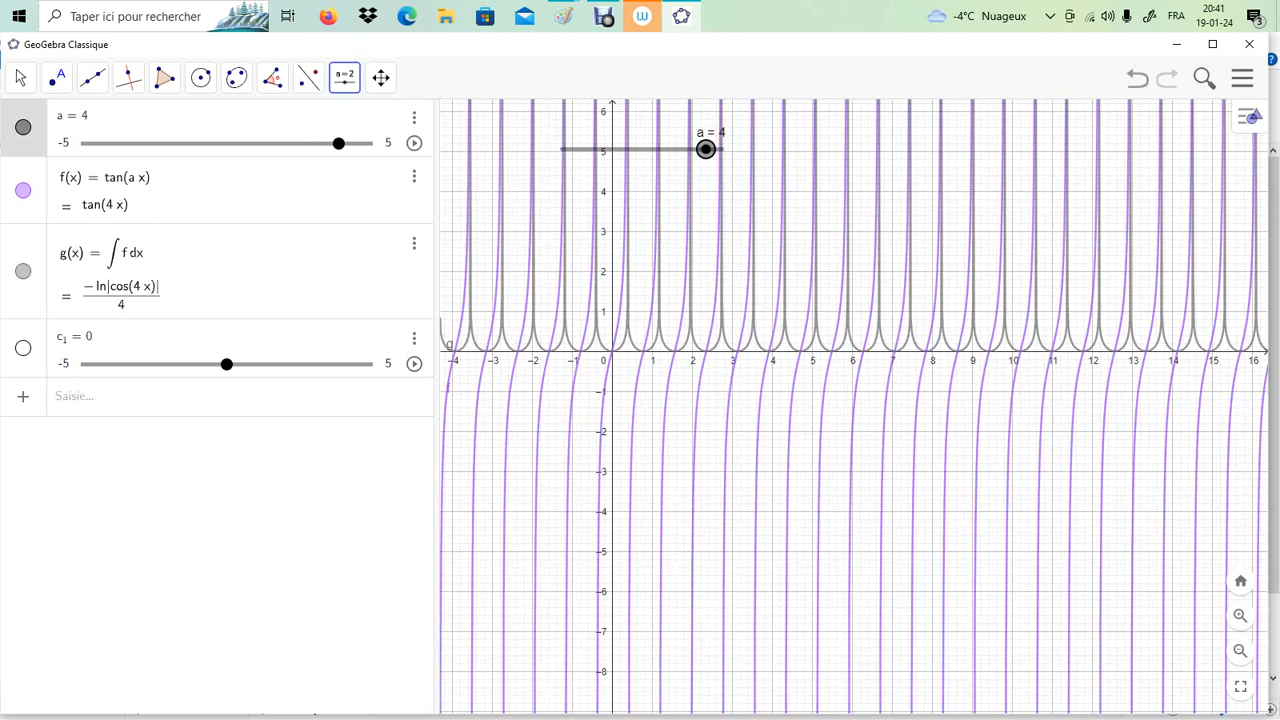 Taper ici pour rechercher
W
-4°C Nuageux
FRA
20:41
19-01-24
3
GeoGebra Classique
A
a=2
a = 4
-5
5
f(x) = tan(a x)
= tan(4 x)
g(x) = ∫ f dx
= −ln|cos(4 x)|
4
c₁ = 0
-5
5
Saisie...
a = 4
6
5
4
3
2
1
g
–4 –3 –2 –1 0 1 2 3 4 5 6 7 8 9 10 11 12 13 14 15 16
f
–1
–2
–3
–4
–5
–6
–7
–8